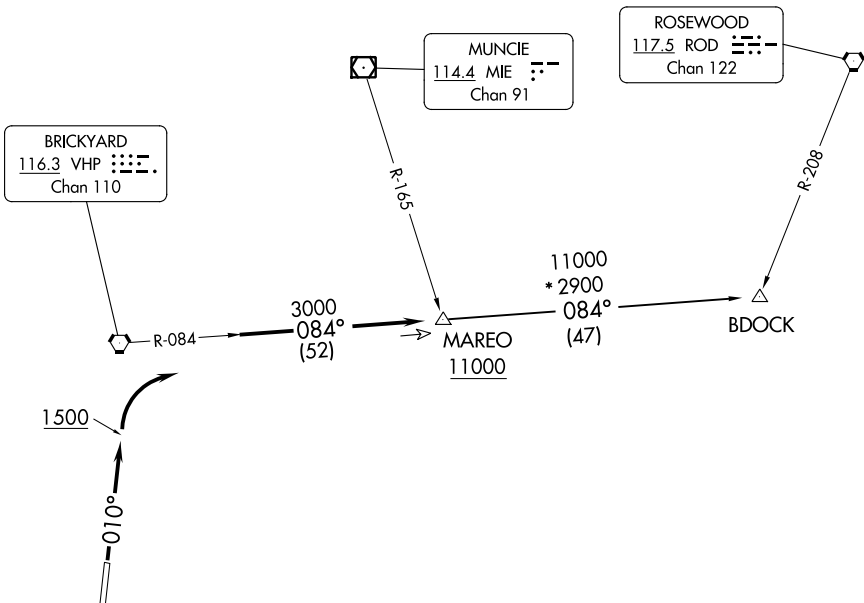 ROSEWOOD
117.5 ROD
Chan 122
MUNCIE
114.4 MIE
Chan 91
BRICKYARD
116.3 VHP
Chan 110
R-165
R-208
R-084
3000
084°
(52)
MAREO
11000
11000
*2900
084°
(47)
BDOCK
1500
010°